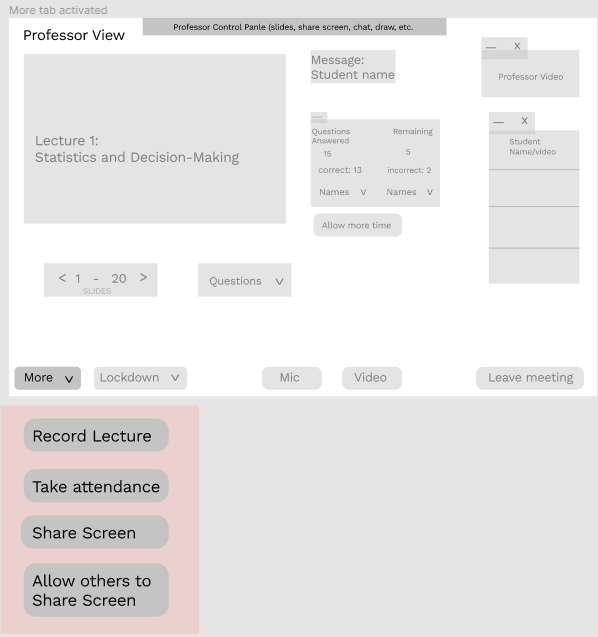 More tab activated
Professor Control Panle (slides, share screen, chat, draw, etc.
Professor View
Message:
Student name
— X
Professor Video
Lecture 1:
Statistics and Decision-Making
—
Questions
Answered
Remaining
15
5
correct: 13
incorrect: 2
Names V
Names V
Allow more time
— X
Student
Name/video
< 1 - 20 >
SLIDES
Questions V
More V
Lockdown V
Mic
Video
Leave meeting
Record Lecture
Take attendance
Share Screen
Allow others to
Share Screen